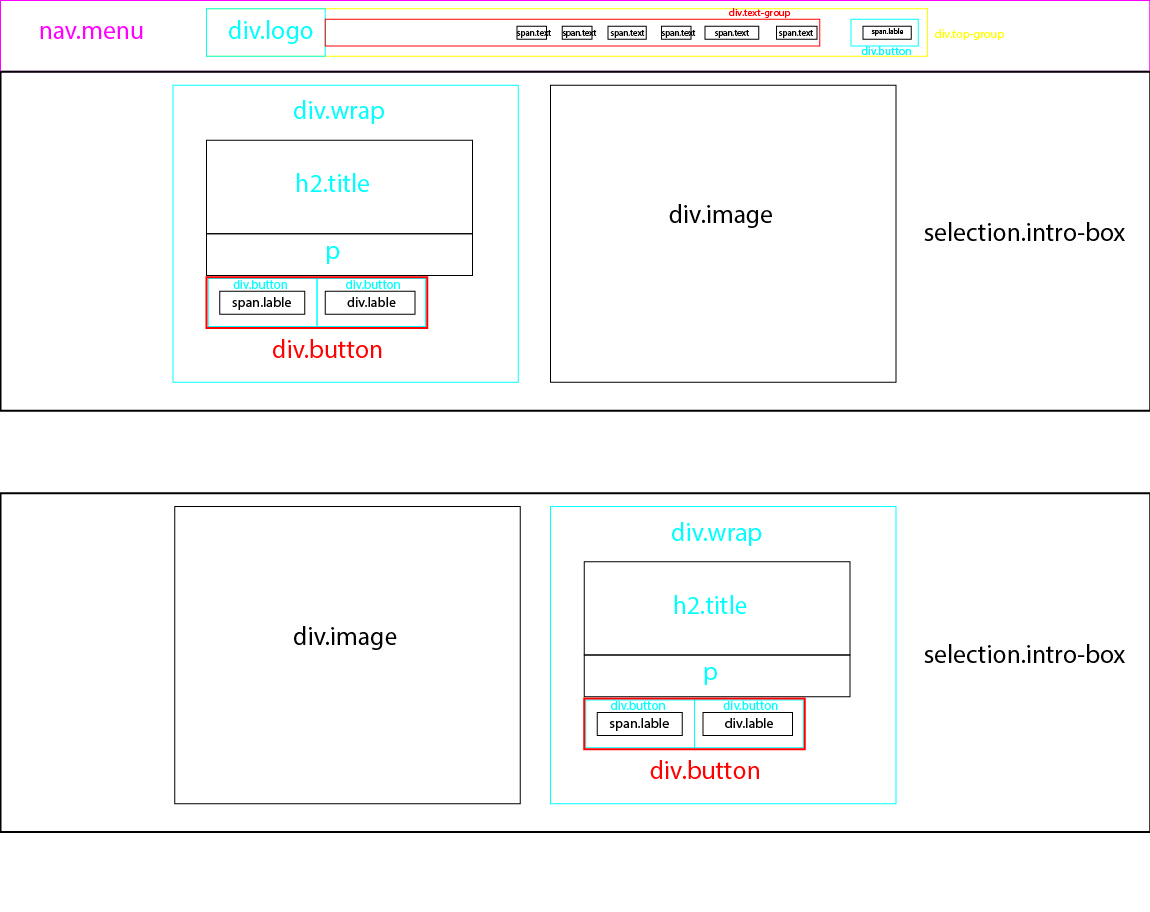 nav.menu
div.logo
div.text-group
span.text
span.text
span.text
span.text
span.text
span.text
span.lable
div.button
div.top-group
div.wrap
h2.title
p
div.button
div.button
span.lable
div.lable
div.button
div.image
selection.intro-box
div.image
div.wrap
h2.title
p
div.button
div.button
span.lable
div.lable
div.button
selection.intro-box